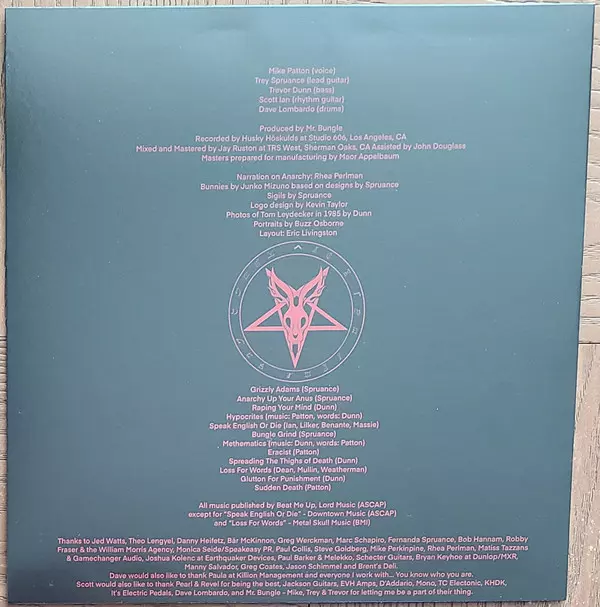 Mike Patton (voice)
Trey Spruance (lead guitar)
Trevor Dunn (bass)
Scott Ian (rhythm guitar)
Dave Lombardo (drums)
Produced by Mr. Bungle
Recorded by Husky Höskulds at Studio 606, Los Angeles, CA
Mixed and Mastered by Jay Ruston at TRS West, Sherman Oaks, CA Assisted by John Douglass
Masters prepared for manufacturing by Maor Appelbaum
Narration on Anarchy: Rhea Perlman
Bunnies by Junko Mizuno based on designs by Spruance
Sigils by Spruance
Logo design by Kevin Taylor
Photos of Tom Leydecker in 1985 by Dunn
Portraits by Buzz Osborne
Layout: Eric Livingston
Grizzly Adams (Spruance)
Anarchy Up Your Anus (Spruance)
Raping Your Mind (Dunn)
Hypocrites (music: Patton, words: Dunn)
Speak English Or Die (Ian, Lilker, Benante, Massie)
Bungle Grind (Spruance)
Methematics (music: Dunn, words: Patton)
Eracist (Patton)
Spreading The Thighs of Death (Dunn)
Loss For Words (Dean, Mullin, Weatherman)
Glutton For Punishment (Dunn)
Sudden Death (Patton)
All music published by Beat Me Up, Lord Music (ASCAP)
except for "Speak English Or Die" - Downtown Music (ASCAP)
and "Loss For Words" - Metal Skull Music (BMI)
Thanks to Jed Watts, Theo Lengyel, Danny Heifetz, Bär McKinnon, Greg Werckman, Marc Schapiro, Fernanda Spruance, Bob Hannam, Robby
Fraser & the William Morris Agency, Monica Seide/Speakeasy PR, Paul Collis, Steve Goldberg, Mike Perkinpine, Rhea Perlman, Matiss Tazzans
& Gamechanger Audio, Joshua Kolenc at Earthquaker Devices, Paul Barker & Melekko, Schecter Guitars, Bryan Keyhoe at Dunlop/MXR,
Manny Salvador, Greg Coates, Jason Schimmel and Brent's Deli.
Dave would also like to thank Paula at Killion Management and everyone I work with... You know who you are.
Scott would also like to thank Pearl & Revel for being the best, Jackson Guitars, EVH Amps, D'Addario, Mono, TC Electonic, KHDK,
It's Electric Pedals, Dave Lombardo, and Mr. Bungle - Mike, Trey & Trevor for letting me be a part of their thing.